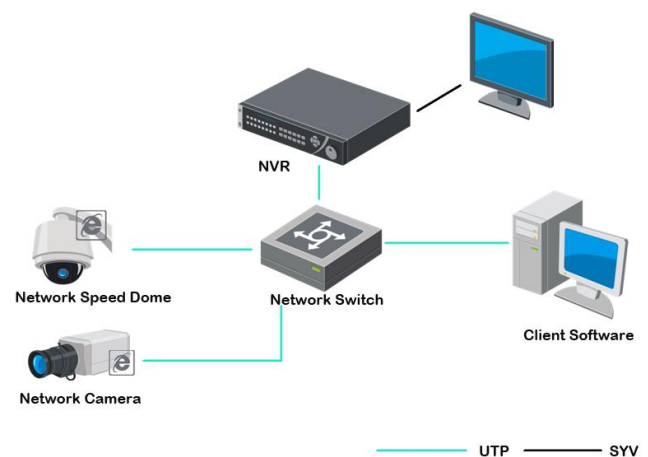 NVR
Network Speed Dome
Network Switch
Client Software
Network Camera
UTP
SYV